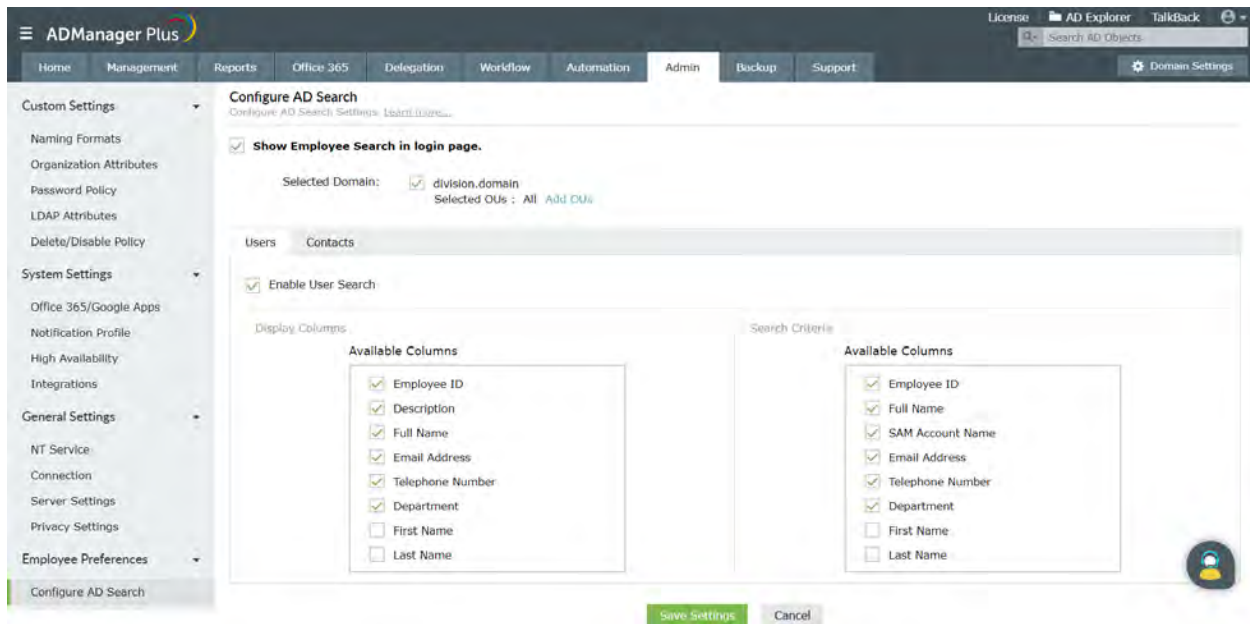 License AD Explorer TalkBack
ADManager Plus
Search AD Objects
Home Management Reports Office 365 Delegation Workflow Automation Admin Backup Support Domain Settings
Custom Settings
Naming Formats
Organization Attributes
Password Policy
LDAP Attributes
Delete/Disable Policy
System Settings
Office 365/Google Apps
Notification Profile
High Availability
Integrations
General Settings
NT Service
Connection
Server Settings
Privacy Settings
Employee Preferences
Configure AD Search
Configure AD Search
Configure AD Search Settings. Learn more...
Show Employee Search in login page.
Selected Domain: division.domain
Selected OUs : All Add OUs
Users Contacts
Enable User Search
Display Columns
Available Columns
Employee ID
Description
Full Name
Email Address
Telephone Number
Department
First Name
Last Name
Search Criteria
Available Columns
Employee ID
Full Name
SAM Account Name
Email Address
Telephone Number
Department
First Name
Last Name
Save Settings Cancel